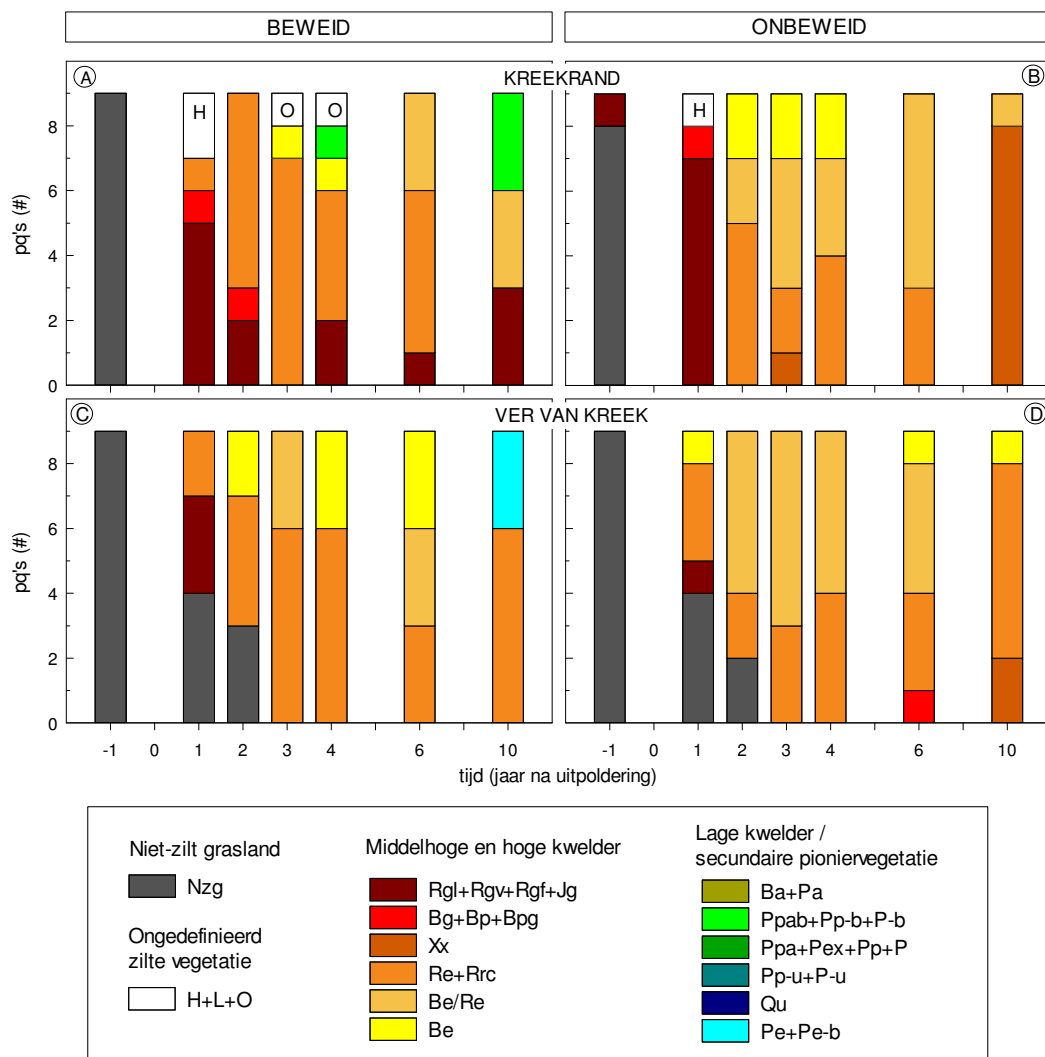 BEWEID
ONBEWEID
A
KREEKRAND
B
pq's (#)
8
6
4
2
0
H
O
O
H
C
VER VAN KREEK
D
pq's (#)
8
6
4
2
0
-1 0 1 2 3 4 6 10
-1 0 1 2 3 4 6 10
tijd (jaar na uitpoldering)
Niet-zilt grasland
Nzg
Ongedefinieerd
zilte vegetatie
H+L+O
Middelhoge en hoge kwelder
Rgl+Rgv+Rgf+Jg
Bg+Bp+Bpg
Xx
Re+Rrc
Be/Re
Be
Lage kwelder /
secundaire pioniervegetatie
Ba+Pa
Ppab+Pp-b+P-b
Ppa+Pex+Pp+P
Pp-u+P-u
Qu
Pe+Pe-b